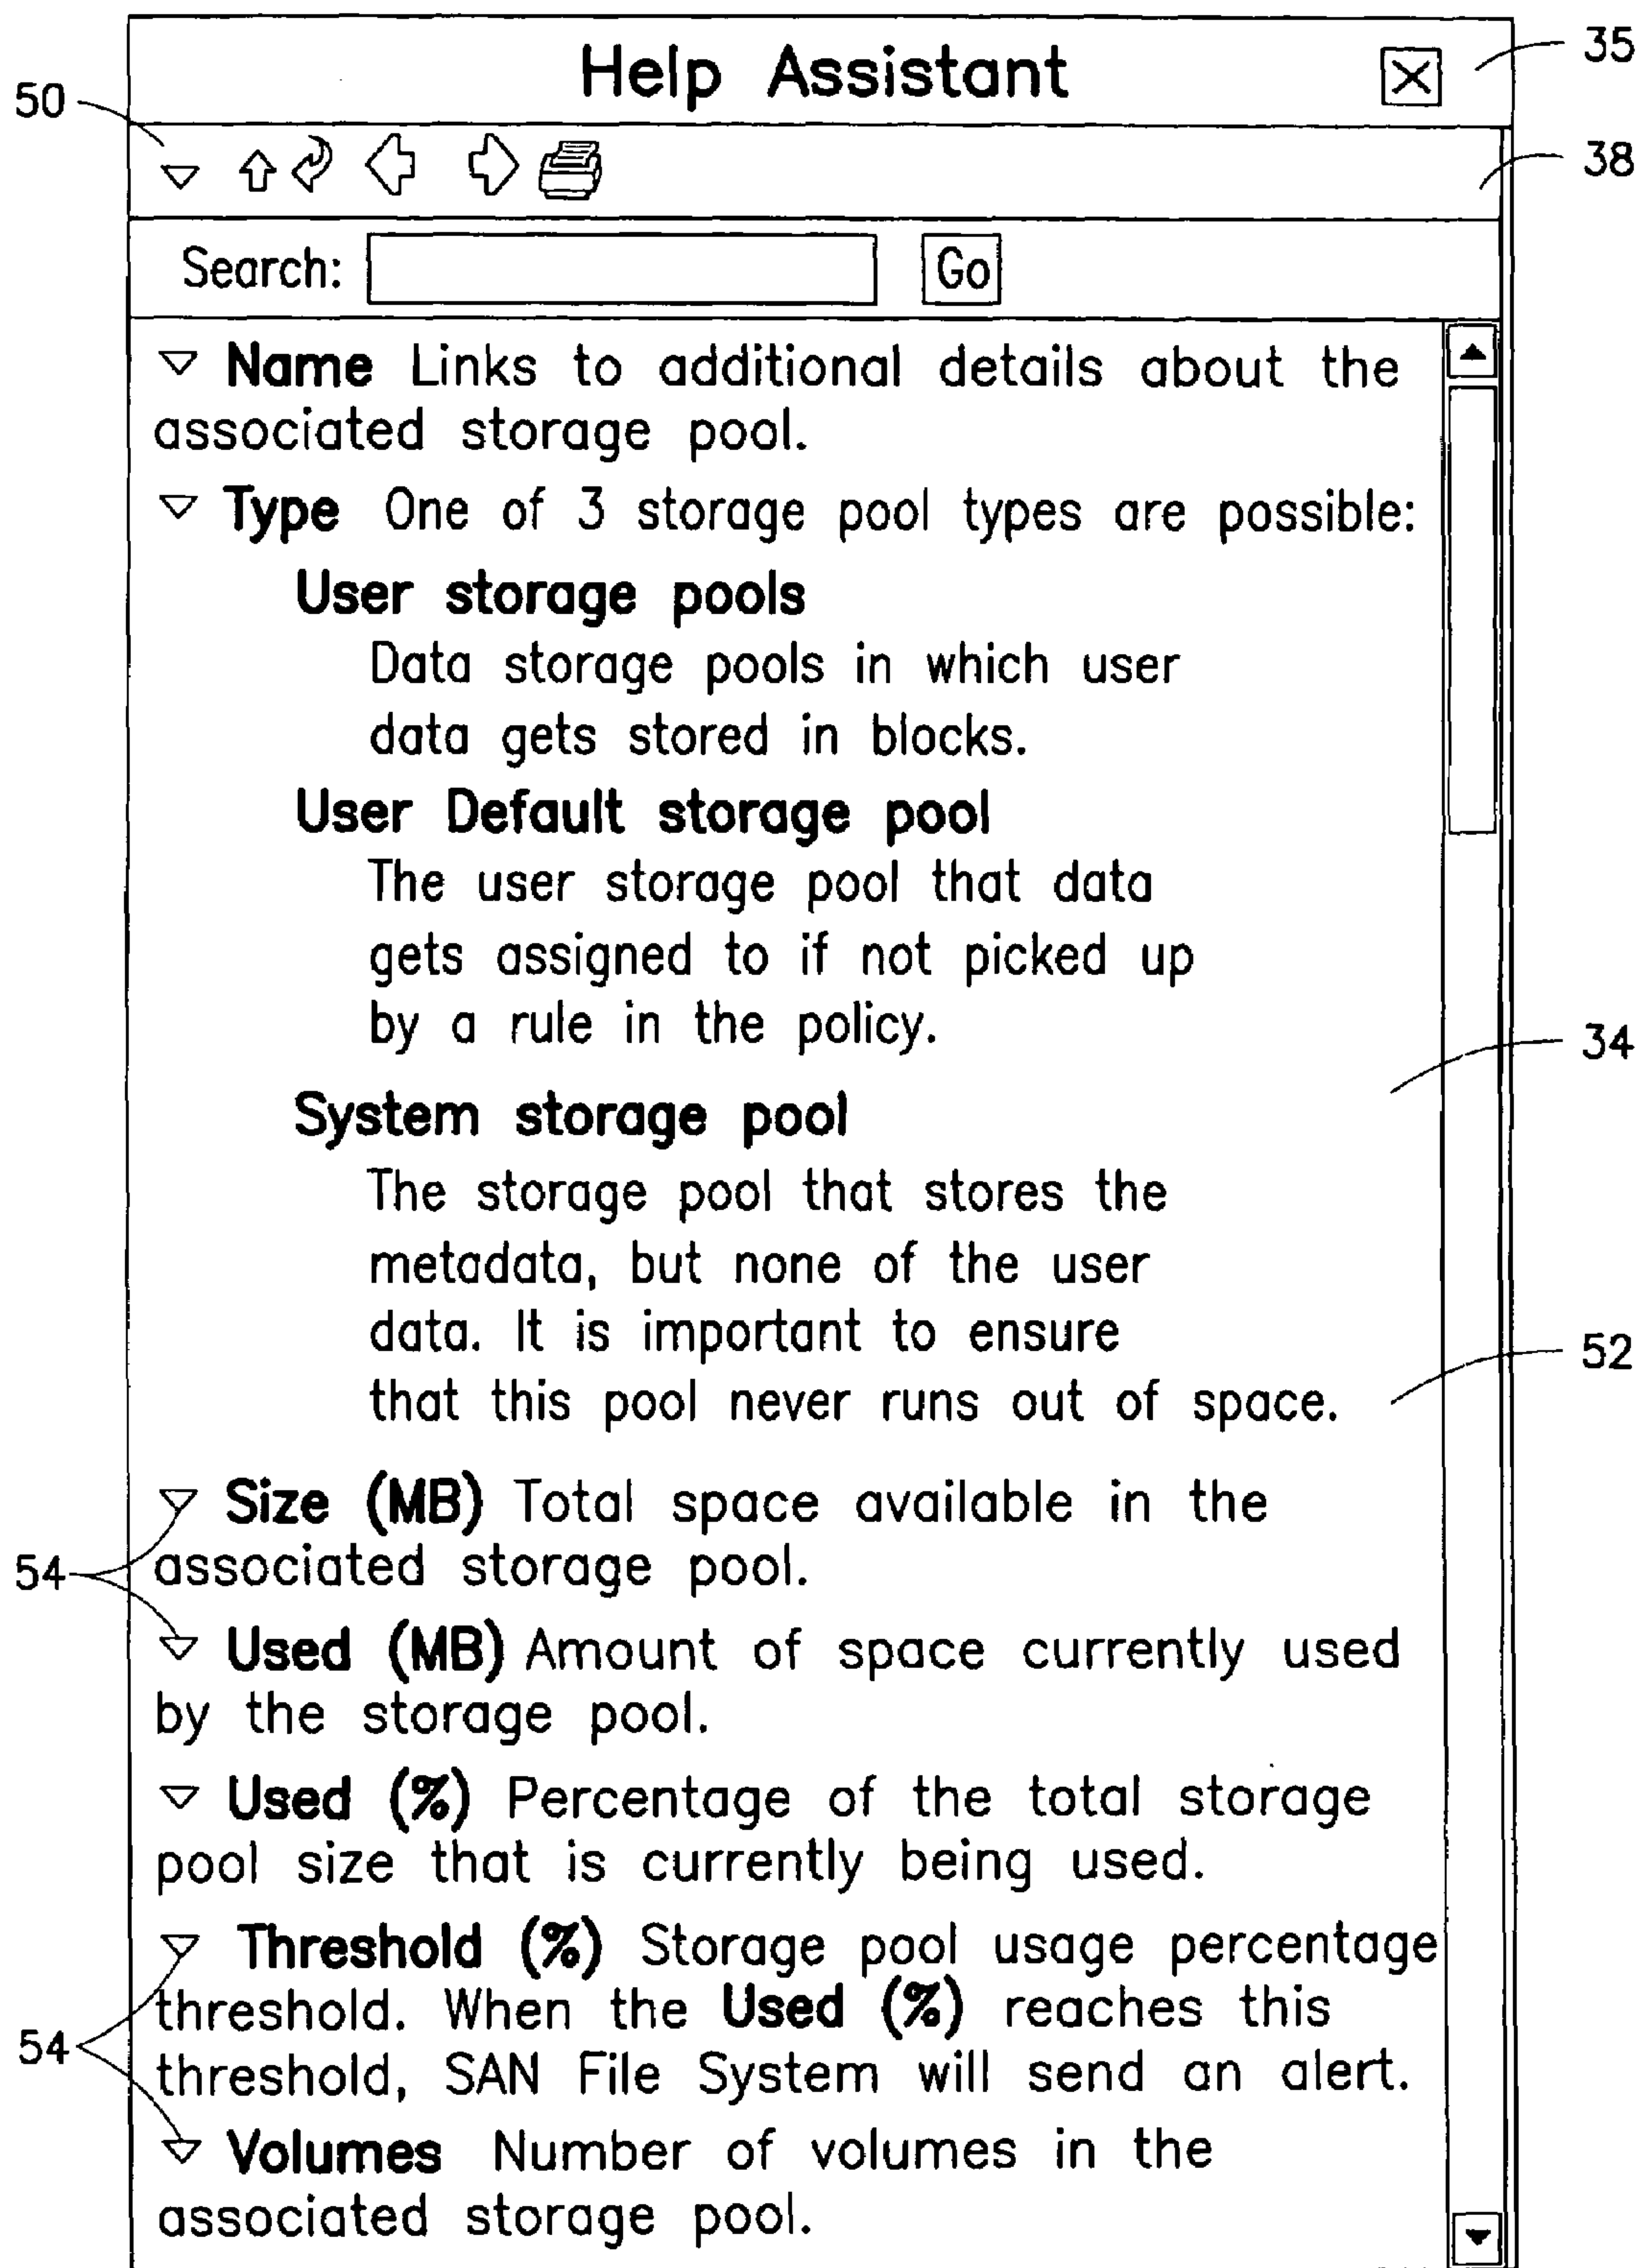 Help Assistant
35
50
38
Search:
Go
Name Links to additional details about the
associated storage pool.
Type One of 3 storage pool types are possible:
User storage pools
Data storage pools in which user
data gets stored in blocks.
User Default storage pool
The user storage pool that data
gets assigned to if not picked up
by a rule in the policy.
34
System storage pool
The storage pool that stores the
metadata, but none of the user
data. It is important to ensure
52
that this pool never runs out of space.
Size (MB) Total space available in the
54
associated storage pool.
Used (MB) Amount of space currently used
by the storage pool.
Used (%) Percentage of the total storage
pool size that is currently being used.
Threshold (%) Storage pool usage percentage
threshold. When the Used (%) reaches this
54
threshold, SAN File System will send an alert.
Volumes Number of volumes in the
associated storage pool.